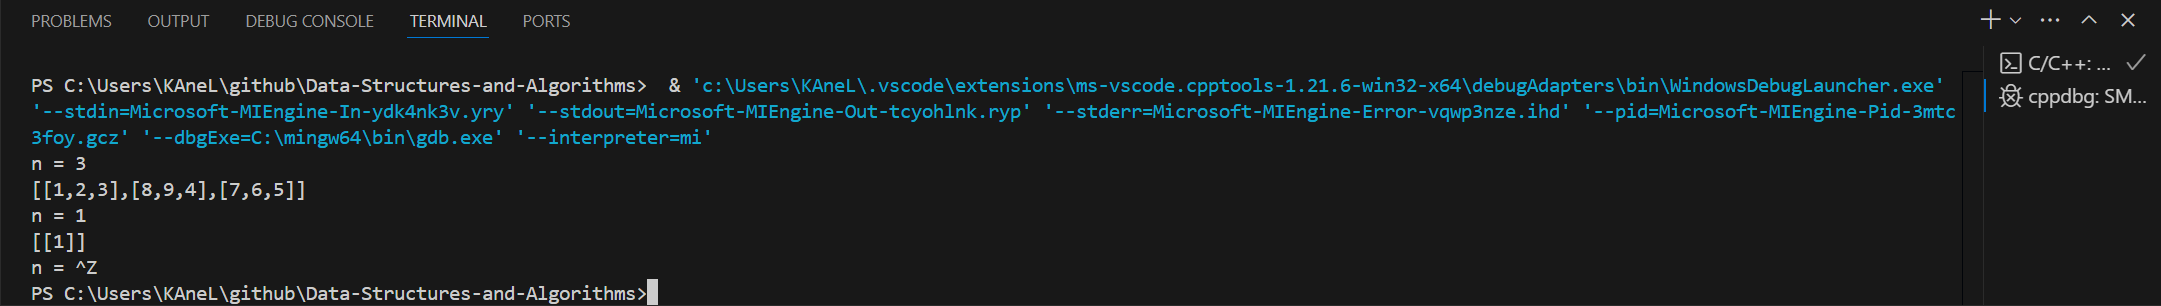 PROBLEMS OUTPUT DEBUG CONSOLE TERMINAL PORTS
PS C:\Users\KAneL\github\Data-Structures-and-Algorithms>  & 'c:\Users\KAneL\.vscode\extensions\ms-vscode.cpptools-1.21.6-win32-x64\debugAdapters\bin\WindowsDebugLauncher.exe'
'--stdin=Microsoft-MIEngine-In-ydk4nk3v.yry' '--stdout=Microsoft-MIEngine-Out-tcyohlnk.ryp' '--stderr=Microsoft-MIEngine-Error-vqwp3nze.ihd' '--pid=Microsoft-MIEngine-Pid-3mtc
3foy.gcz' '--dbgExe=C:\mingw64\bin\gdb.exe' '--interpreter=mi'
n = 3
[[1,2,3],[8,9,4],[7,6,5]]
n = 1
[[1]]
n = ^Z
PS C:\Users\KAneL\github\Data-Structures-and-Algorithms>
C/C++: ...
cppdbg: SM...